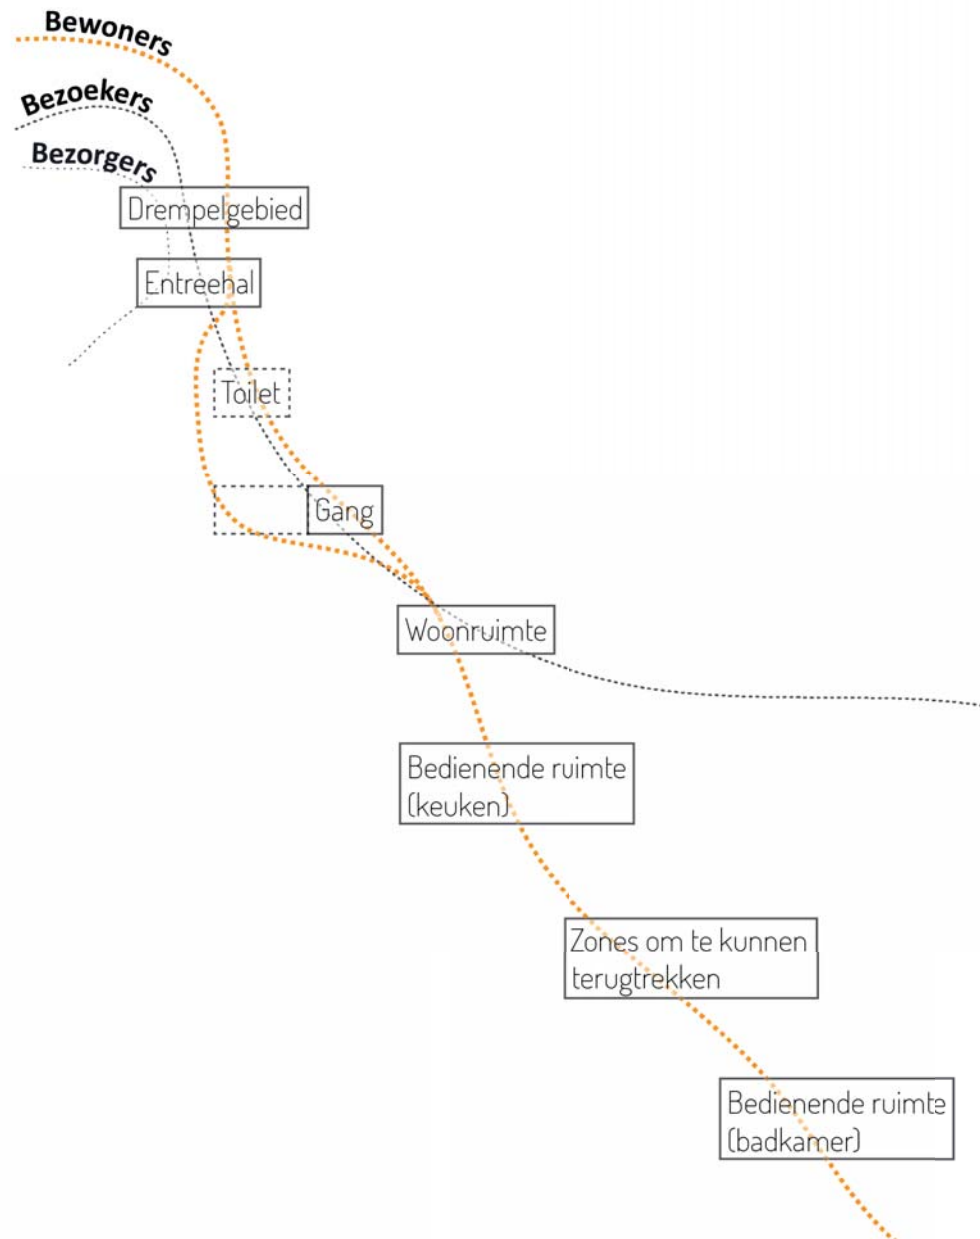 Bewoners
Bezoekers
Bezorgers
Drempelgebied
Entreehal
Toilet
Gang
Woonruimte
Bedienende ruimte
(keuken)
Zones om te kunnen
terugtrekken
Bedienende ruimte
(badkamer)